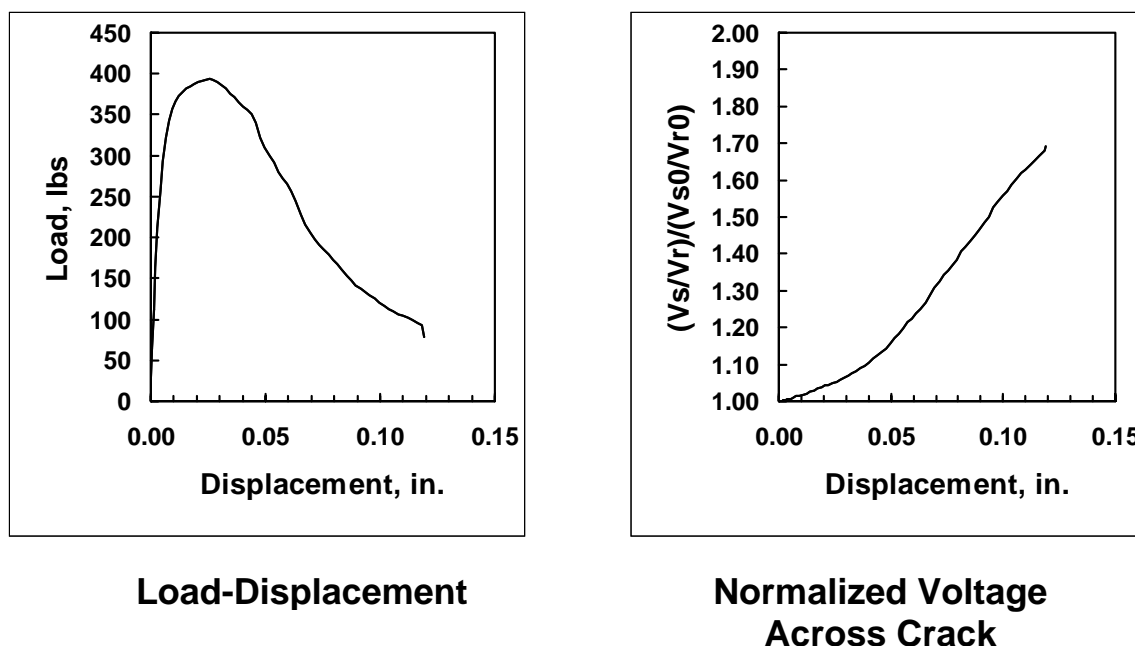 450
400
350
300
250
200
150
100
50
0
Load, lbs
0.00 0.05 0.10 0.15
Displacement, in.
Load-Displacement
2.00
1.90
1.80
1.70
1.60
1.50
1.40
1.30
1.20
1.10
1.00
(Vs/Vr)/(Vs0/Vr0)
0.00 0.05 0.10 0.15
Displacement, in.
Normalized Voltage
Across Crack